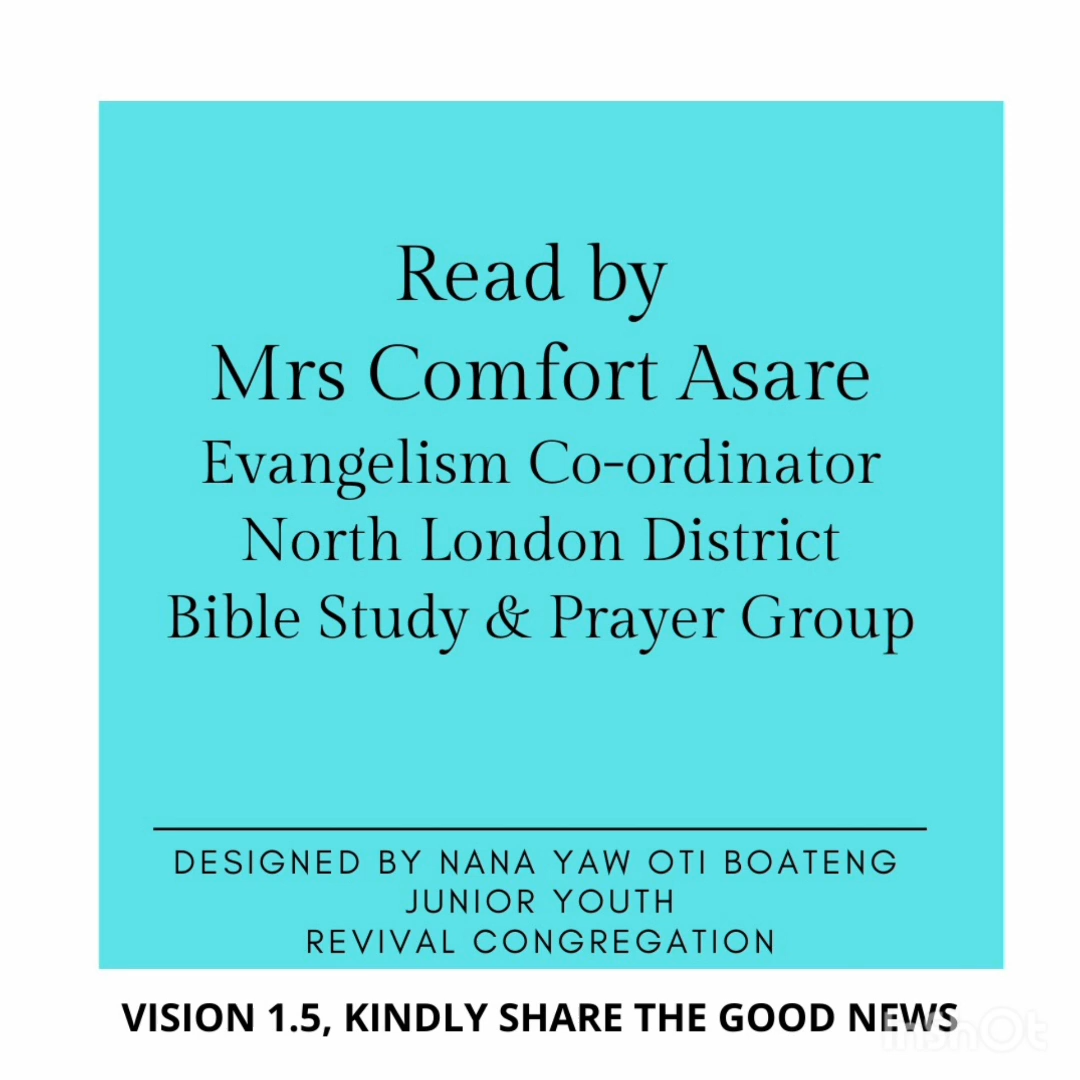 Read by
Mrs Comfort Asare
Evangelism Co-ordinator
North London District
Bible Study & Prayer Group
DESIGNED BY NANA YAW OTI BOATENG
JUNIOR YOUTH
REVIVAL CONGREGATION
VISION 1.5, KINDLY SHARE THE GOOD NEWS
InShOt